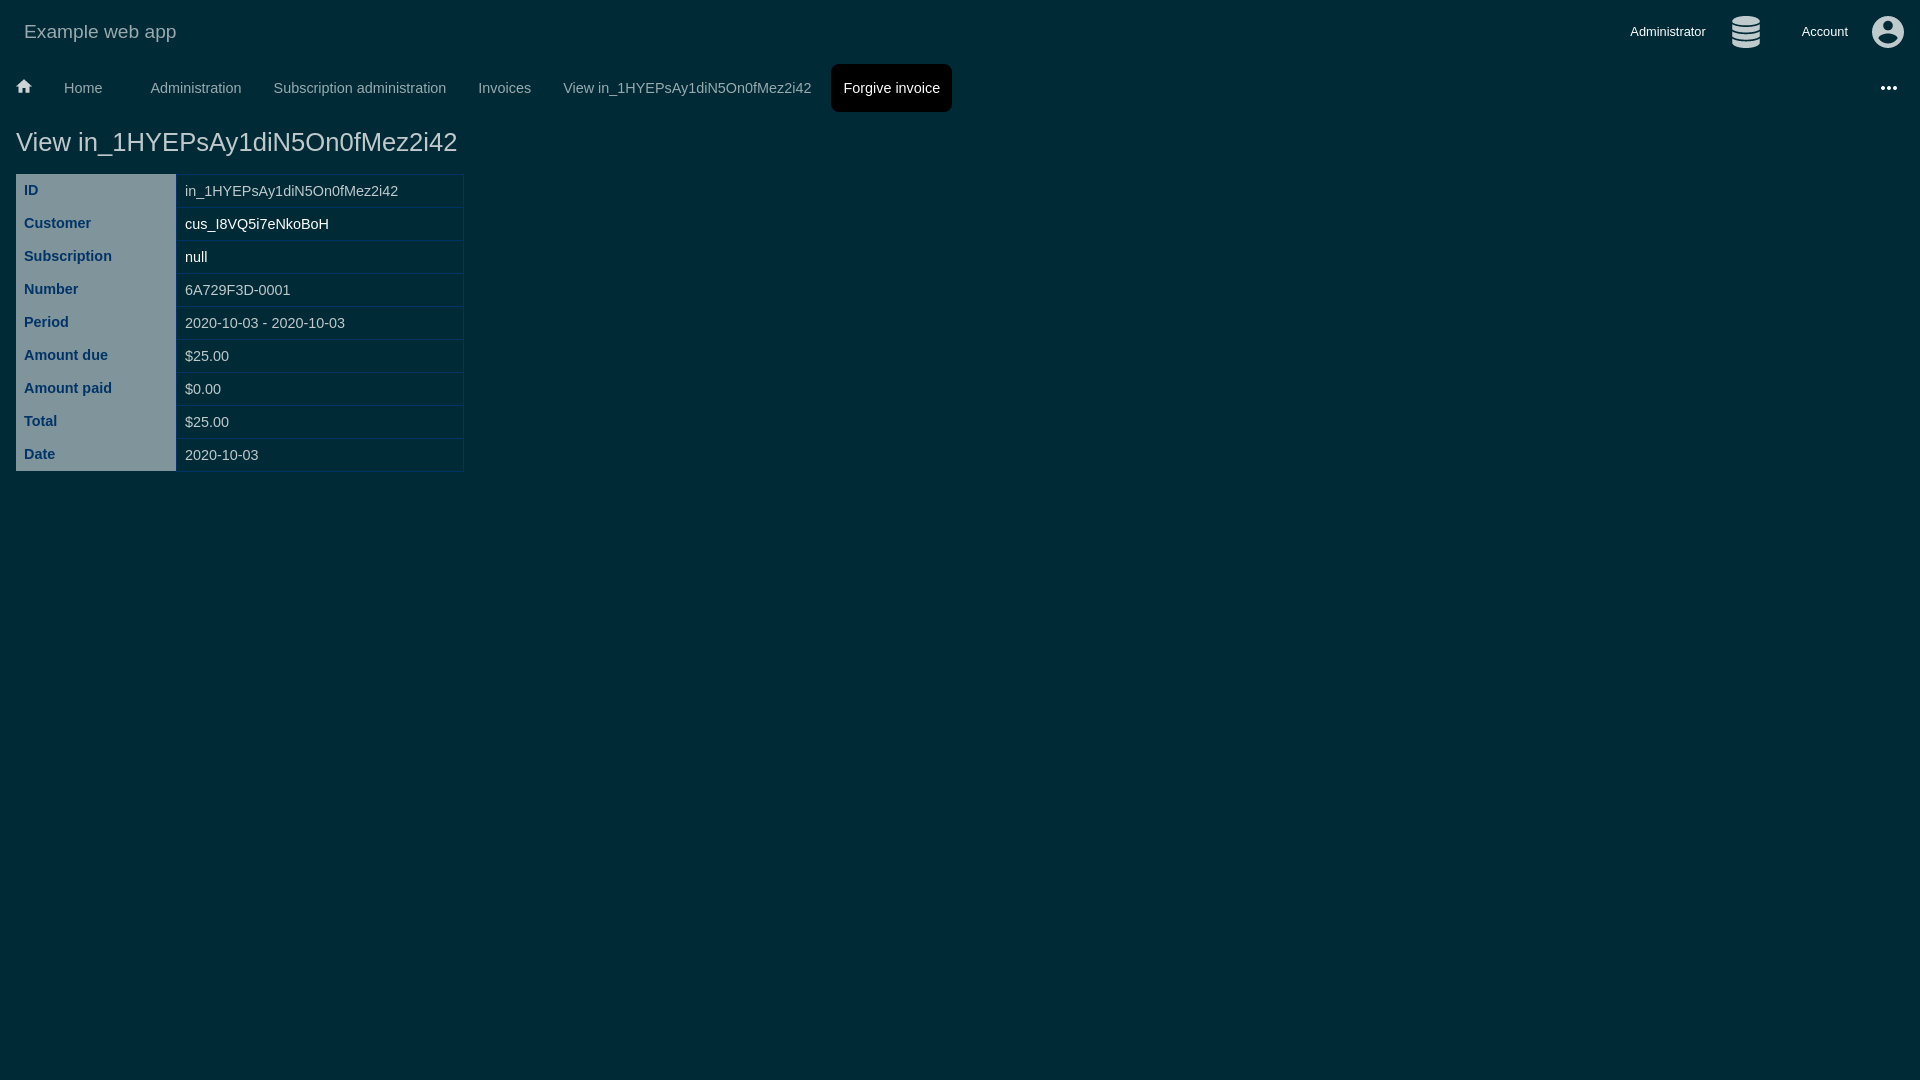 Example web app
Administrator
Account
Home
Administration
Subscription administration
Invoices
View in_1HYEPsAy1diN5On0fMez2i42
Forgive invoice
View in_1HYEPsAy1diN5On0fMez2i42
ID in_1HYEPsAy1diN5On0fMez2i42
Customer cus_I8VQ5i7eNkoBoH
Subscription null
Number 6A729F3D-0001
Period 2020-10-03 - 2020-10-03
Amount due $25.00
Amount paid $0.00
Total $25.00
Date 2020-10-03